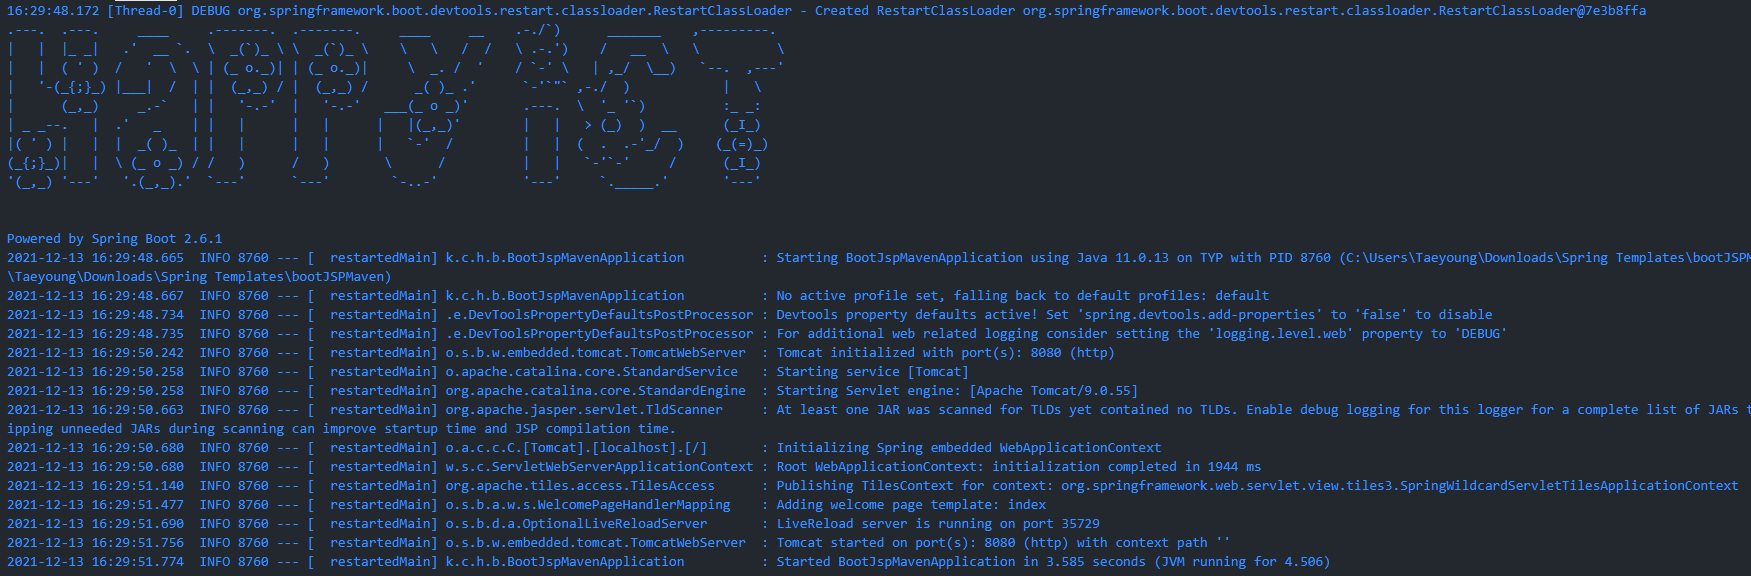 16:29:48.172 [Thread-0] DEBUG org.springframework.boot.devtools.restart.classloader.RestartClassLoader - Created RestartClassLoader org.springframework.boot.devtools.restart.classloader.RestartClassLoader@7e3b8ffa
happy ict
Powered by Spring Boot 2.6.1
2021-12-13 16:29:48.665  INFO 8760 --- [  restartedMain] k.c.h.b.BootJspMavenApplication          : Starting BootJspMavenApplication using Java 11.0.13 on TYP with PID 8760 (C:\Users\Taeyoung\Downloads\Spring Templates\bootJSPM
\Taeyoung\Downloads\Spring Templates\bootJSPMaven)
2021-12-13 16:29:48.667  INFO 8760 --- [  restartedMain] k.c.h.b.BootJspMavenApplication          : No active profile set, falling back to default profiles: default
2021-12-13 16:29:48.734  INFO 8760 --- [  restartedMain] .e.DevToolsPropertyDefaultsPostProcessor : Devtools property defaults active! Set 'spring.devtools.add-properties' to 'false' to disable
2021-12-13 16:29:48.735  INFO 8760 --- [  restartedMain] .e.DevToolsPropertyDefaultsPostProcessor : For additional web related logging consider setting the 'logging.level.web' property to 'DEBUG'
2021-12-13 16:29:50.242  INFO 8760 --- [  restartedMain] o.s.b.w.embedded.tomcat.TomcatWebServer  : Tomcat initialized with port(s): 8080 (http)
2021-12-13 16:29:50.258  INFO 8760 --- [  restartedMain] o.apache.catalina.core.StandardService   : Starting service [Tomcat]
2021-12-13 16:29:50.258  INFO 8760 --- [  restartedMain] org.apache.catalina.core.StandardEngine  : Starting Servlet engine: [Apache Tomcat/9.0.55]
2021-12-13 16:29:50.663  INFO 8760 --- [  restartedMain] org.apache.jasper.servlet.TldScanner     : At least one JAR was scanned for TLDs yet contained no TLDs. Enable debug logging for this logger for a complete list of JARs t
ipping unneeded JARs during scanning can improve startup time and JSP compilation time.
2021-12-13 16:29:50.680  INFO 8760 --- [  restartedMain] o.a.c.c.C.[Tomcat].[localhost].[/]       : Initializing Spring embedded WebApplicationContext
2021-12-13 16:29:50.680  INFO 8760 --- [  restartedMain] w.s.c.ServletWebServerApplicationContext : Root WebApplicationContext: initialization completed in 1944 ms
2021-12-13 16:29:51.140  INFO 8760 --- [  restartedMain] org.apache.tiles.access.TilesAccess      : Publishing TilesContext for context: org.springframework.web.servlet.view.tiles3.SpringWildcardServletTilesApplicationContext
2021-12-13 16:29:51.477  INFO 8760 --- [  restartedMain] o.s.b.a.w.s.WelcomePageHandlerMapping    : Adding welcome page template: index
2021-12-13 16:29:51.690  INFO 8760 --- [  restartedMain] o.s.b.d.a.OptionalLiveReloadServer       : LiveReload server is running on port 35729
2021-12-13 16:29:51.756  INFO 8760 --- [  restartedMain] o.s.b.w.embedded.tomcat.TomcatWebServer  : Tomcat started on port(s): 8080 (http) with context path ''
2021-12-13 16:29:51.774  INFO 8760 --- [  restartedMain] k.c.h.b.BootJspMavenApplication          : Started BootJspMavenApplication in 3.585 seconds (JVM running for 4.506)